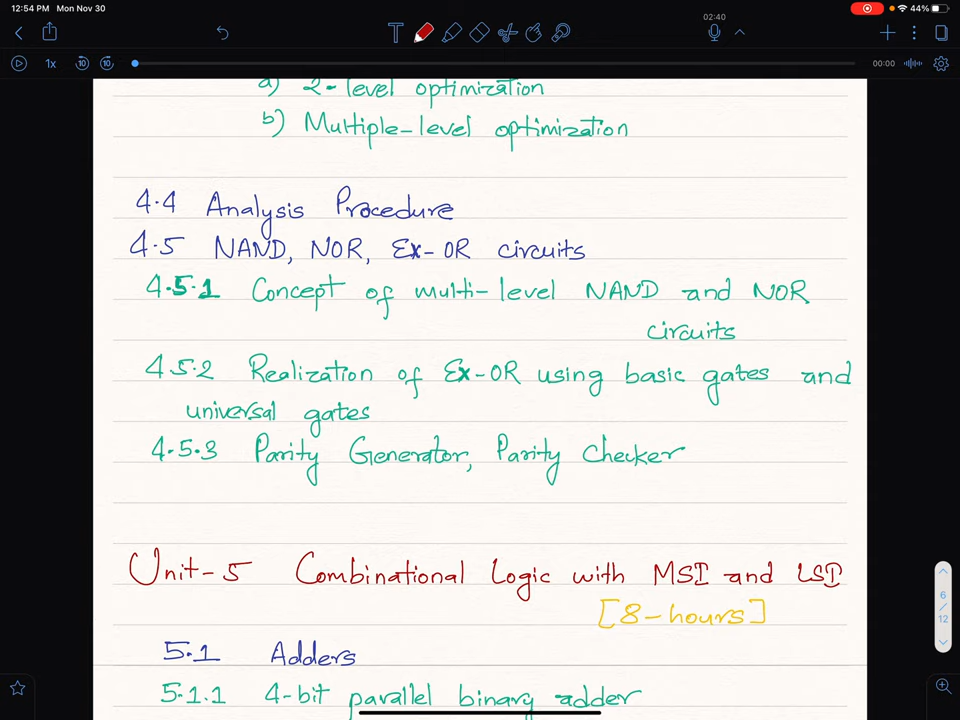 12:54 PM Mon Nov 30
44%
02:40
T
1x
10
10
00:00
a) 2-level optimization
b) Multiple-level optimization
4.4 Analysis Procedure
4.5 NAND, NOR, Ex-OR circuits
4.5.1 Concept of multi-level NAND and NOR
circuits
4.5.2 Realization of Ex-OR using basic gates and
universal gates
4.5.3 Parity Generator, Parity Checker
Unit-5 Combinational Logic with MSI and LSI
[8-hours]
6
/
12
5.1 Adders
5.1.1 4-bit parallel binary adder